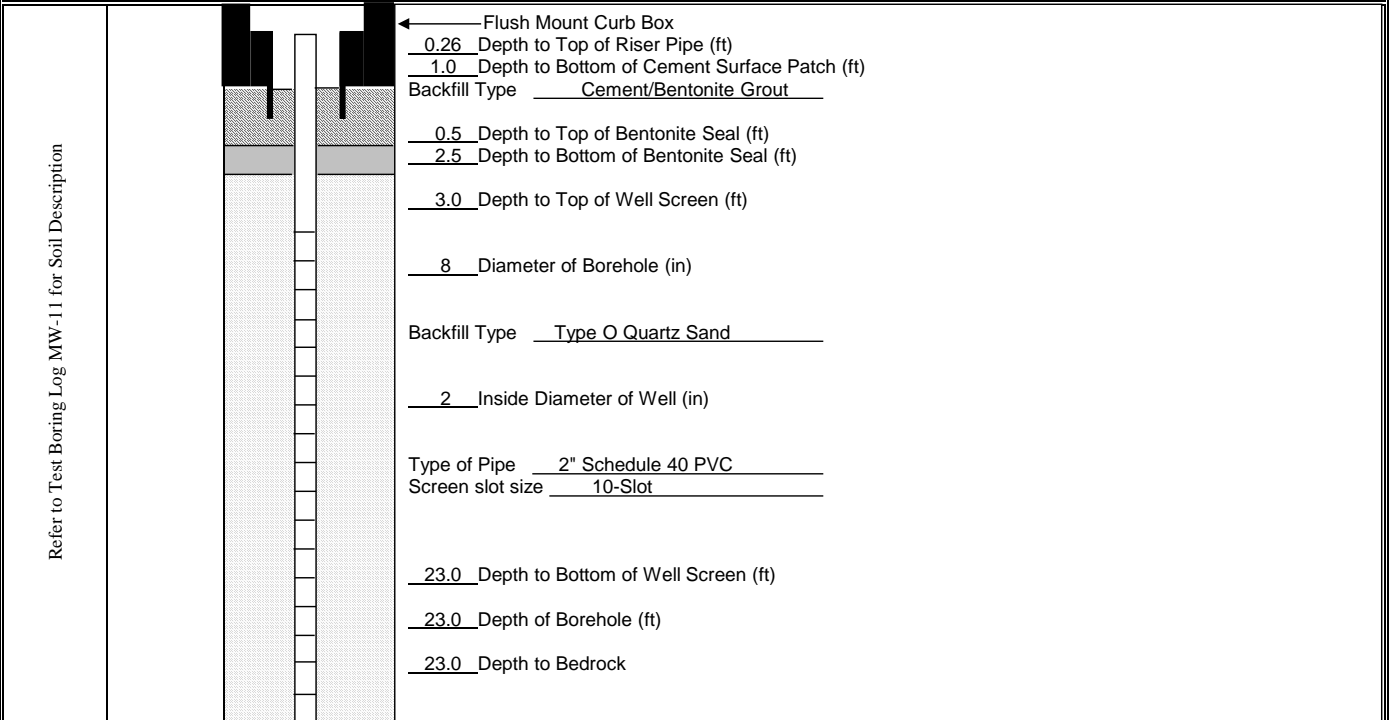 Refer to Test Boring Log MW-11 for Soil Description
Flush Mount Curb Box
0.26 Depth to Top of Riser Pipe (ft)
1.0 Depth to Bottom of Cement Surface Patch (ft)
Backfill Type Cement/Bentonite Grout
0.5 Depth to Top of Bentonite Seal (ft)
2.5 Depth to Bottom of Bentonite Seal (ft)
3.0 Depth to Top of Well Screen (ft)
8 Diameter of Borehole (in)
Backfill Type Type O Quartz Sand
2 Inside Diameter of Well (in)
Type of Pipe 2" Schedule 40 PVC
Screen slot size 10-Slot
23.0 Depth to Bottom of Well Screen (ft)
23.0 Depth of Borehole (ft)
23.0 Depth to Bedrock